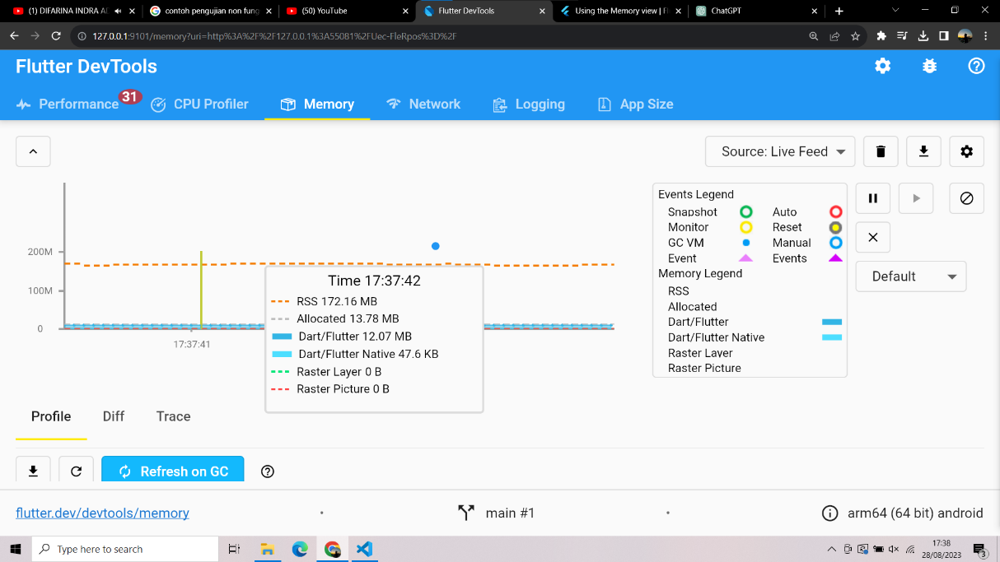 (1) DIFARINA INDRA AD
contoh pengujian non fung
(50) YouTube
Flutter DevTools
Using the Memory view | Fl
ChatGPT
127.0.0.1:9101/memory?uri=http%3A%2F%2F127.0.0.1%3A55081%2FUec-FleRpos%3D%2F
Flutter DevTools
Performance
31
CPU Profiler
Memory
Network
Logging
App Size
Source: Live Feed
200M
100M
0
17:37:41
Time 17:37:42
RSS 172.16 MB
Allocated 13.78 MB
Dart/Flutter 12.07 MB
Dart/Flutter Native 47.6 KB
Raster Layer 0 B
Raster Picture 0 B
Events Legend
Snapshot Auto
Monitor Reset
GC VM Manual
Event Events
Memory Legend
RSS
Allocated
Dart/Flutter
Dart/Flutter Native
Raster Layer
Raster Picture
Default
Profile Diff Trace
Refresh on GC
flutter.dev/devtools/memory • main #1 • arm64 (64 bit) android
Type here to search
17:38
28/08/2023
3